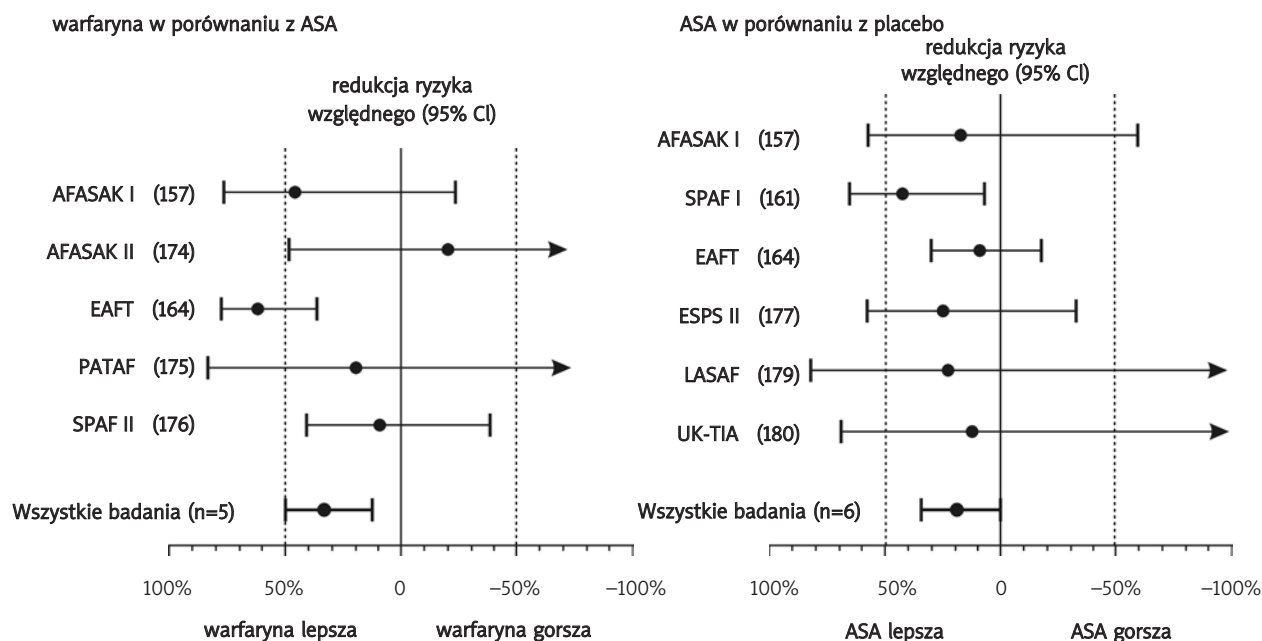 warfaryna w porównaniu z ASA
redukcja ryzyka
względnego (95% Cl)
AFASAK I (157)
AFASAK II (174)
EAFT (164)
PATAF (175)
SPAF II (176)
Wszystkie badania (n=5)
100% 50% 0 –50% –100%
warfaryna lepsza warfaryna gorsza
ASA w porównaniu z placebo
redukcja ryzyka
względnego (95% Cl)
AFASAK I (157)
SPAF I (161)
EAFT (164)
ESPS II (177)
LASAF (179)
UK-TIA (180)
Wszystkie badania (n=6)
100% 50% 0 –50% –100%
ASA lepsza ASA gorsza